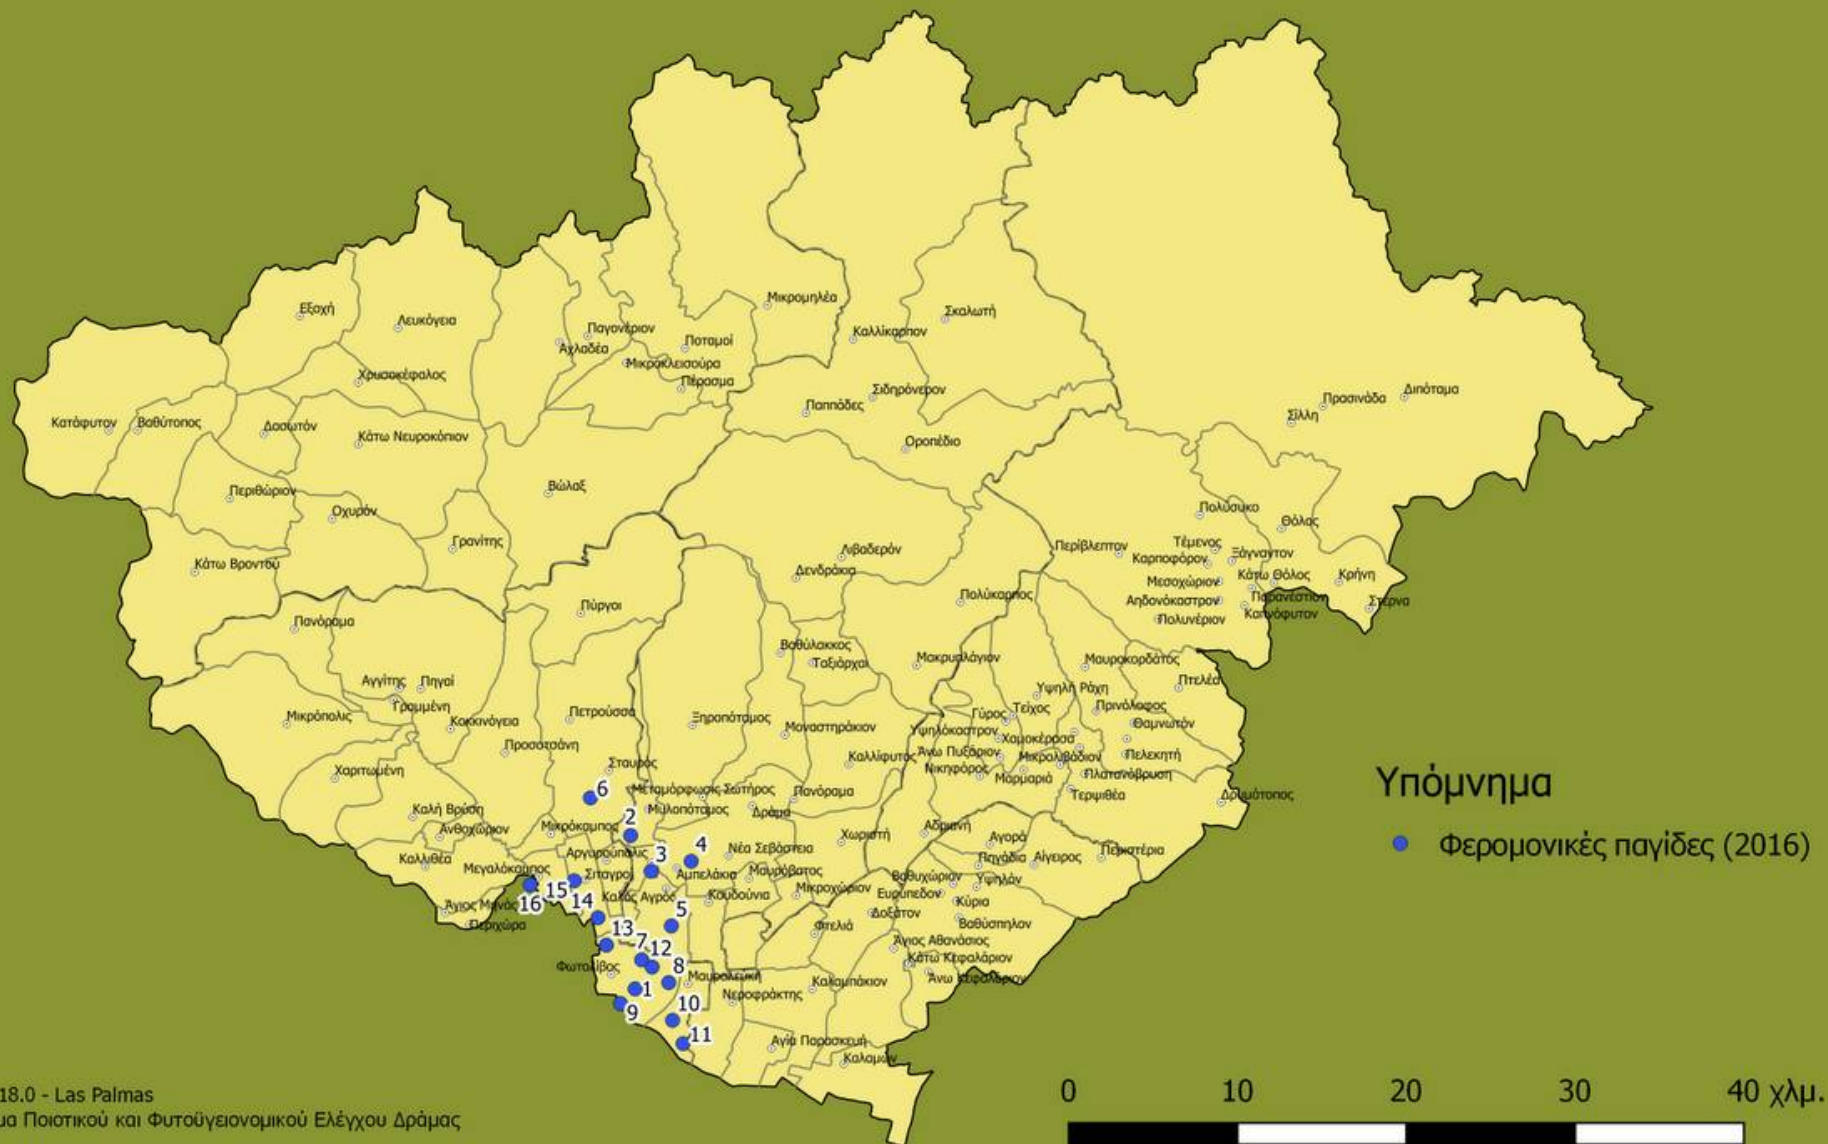 Εξοχή
Λευκόγεια
Μικρομηλέα
Σκαλωτή
Παγονέριον
Ποταμοί
Καλλίκαρπον
Αχλαδέα
Μικροκλεισούρα
Χρυσοκέφαλος
Πέρασμα
Σιδηρόνερον
Διπόταμα
Πρασινάδα
Παππάδες
Σίλλη
Κατάφυτον
Βαθύτοπος
Δασωτόν
Κάτω Νευροκόπιον
Οροπέδιο
Περιθώριον
Βώλαξ
Οχυρόν
Πολύσυκο
Θόλος
Γρανίτης
Λιβαδερόν
Περίβλεπτον
Τέμενος
Ξάγναντον
Καρποφόρον
Κάτω Βροντού
Δενδράκια
Μεσοχώριον
Κάτω Θόλος
Κρήνη
Πολύκαρπος
Αηδονόκαστρον
Παρανέστιον
Στέρνα
Πύργοι
Πολυνέριον
Καπνόφυτον
Πανόραμα
Βαθύλακκος
Ταξιάρχαι
Μακρυπλάγιον
Μαυροκορδάτος
Αγγίτης
Πηγαί
Υψηλή Ράχη
Πτελέα
Γραμμένη
Μικρόπολις
Κοκκινόγεια
Πετρούσσα
Ξηροπόταμος
Μοναστηράκιον
Γύρος
Τείχος
Πρινόλοφος
Θαμνωτόν
Υψηλόκαστρον
Χαμοκέρασα
Προσοτσάνη
Καλλίφυτος
Άνω Πυξάριον
Μικρολιβάδιον
Πελεκητή
Χαριτωμένη
Σταυρός
Νικηφόρος
Μαρμαριά
Πλατανόβρυση
6
Μεταμόρφωσις Σωτήρος
Πανόραμα
Τερψιθέα
Δρυμότοπος
Καλή Βρύση
Μυλοπόταμος
Δράμα
Ανθοχώριον
Μικρόκαμπος
2
Χωριστή
Αδριανή
Αγορά
Καλλιθέα
Μεγαλόκαμπος
Αργυρούπολις
3
4
Νέα Σεβάστεια
Πηγάδια
Αίγειρος
Πλακοστέρια
Σιταγροί
Αμπελάκια
Μαυρόβατος
Βαθυχώριον
Υψηλόν
15
Καλός Αγρός
Κουδούνια
Μικροχώριον
Ευρύπεδον
Κύρια
Άγιος Μηνάς
16
14
5
Δοξάτον
Περιχώρα
13
Πτελιά
Βαθύσπηλον
7
12
Άγιος Αθανάσιος
Φωτολίβος
8
Μαυρολεύκη
Κάτω Κεφαλάριον
Άνω Κεφαλάριον
1
Νεροφράκτης
Καλαμπάκιον
9
10
11
Αγία Παρασκευή
Καλαμών
Υπόμνημα
Φερομονικές παγίδες (2016)
0 10 20 30 40 χλμ.
18.0 - Las Palmas
μα Ποιοτικού και Φυτοϋγειονομικού Ελέγχου Δράμας